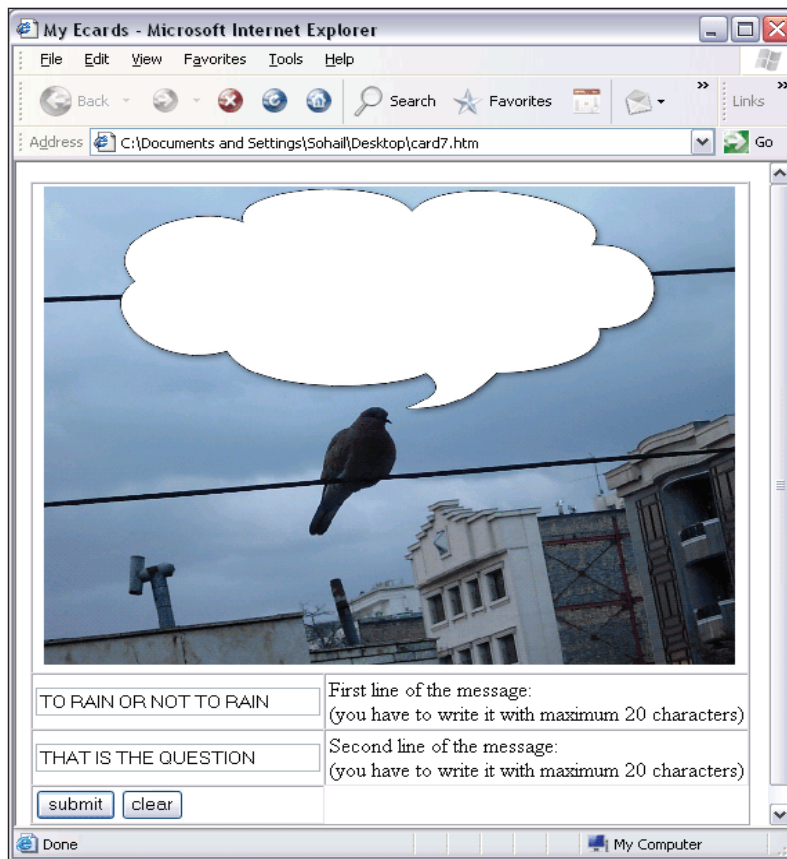 My Ecards - Microsoft Internet Explorer
File Edit View Favorites Tools Help
Back Search Favorites » Links »
Address C:\Documents and Settings\Sohail\Desktop\card7.htm Go
TO RAIN OR NOT TO RAIN
First line of the message:
(you have to write it with maximum 20 characters)
THAT IS THE QUESTION
Second line of the message:
(you have to write it with maximum 20 characters)
submit clear
Done My Computer